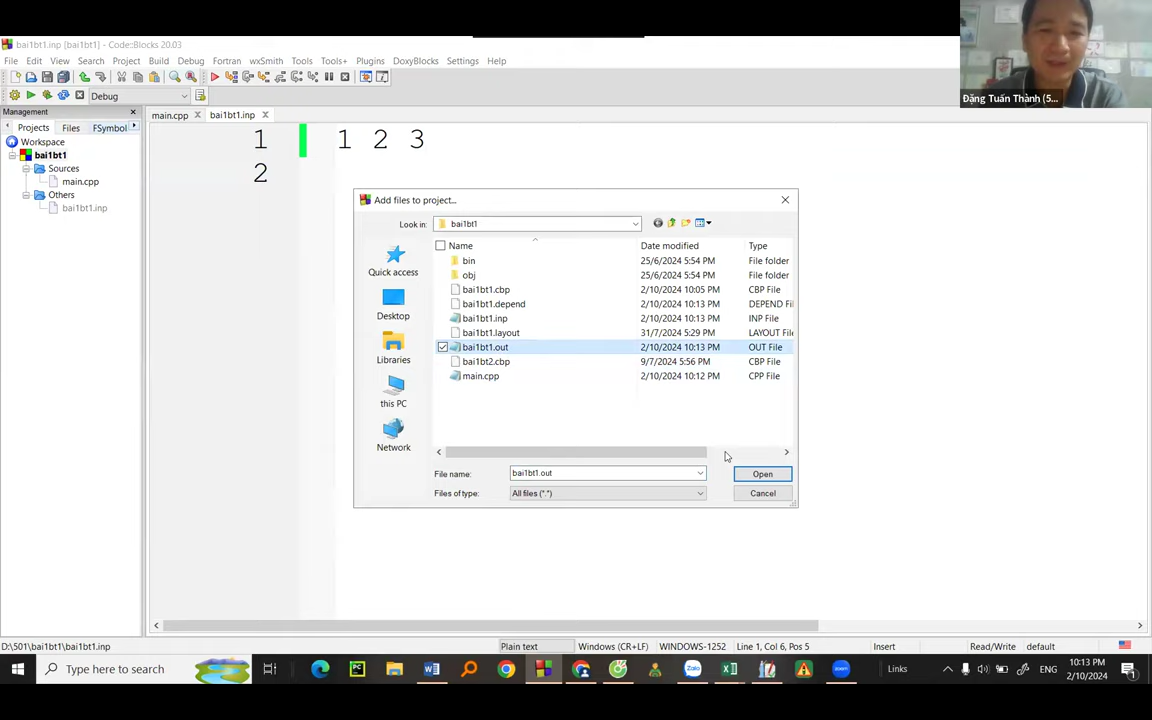 bai1bt1.inp [bai1bt1] - Code::Blocks 20.03
File Edit View Search Project Build Debug Fortran wxSmith Tools Tools+ Plugins DoxyBlocks Settings Help
Debug
Management
main.cpp
bai1bt1.inp
Projects Files FSymbol
Workspace
bai1bt1
Sources
main.cpp
Others
bai1bt1.inp
1 1 2 3
2
Đặng Tuấn Thành (5...
Add files to project...
Look in: bai1bt1
Name Date modified Type
bin 25/6/2024 5:54 PM File folder
obj 25/6/2024 5:54 PM File folder
bai1bt1.cbp 2/10/2024 10:05 PM CBP File
bai1bt1.depend 2/10/2024 10:13 PM DEPEND Fil
bai1bt1.inp 2/10/2024 10:13 PM INP File
bai1bt1.layout 31/7/2024 5:29 PM LAYOUT File
bai1bt1.out 2/10/2024 10:13 PM OUT File
bai1bt2.cbp 9/7/2024 5:56 PM CBP File
main.cpp 2/10/2024 10:12 PM CPP File
Quick access
Desktop
Libraries
this PC
Network
File name: bai1bt1.out Open
Files of type: All files (*.*) Cancel
D:\501\bai1bt1\bai1bt1.inp Plain text Windows (CR+LF) WINDOWS-1252 Line 1, Col 6, Pos 5 Insert Read/Write default
Type here to search
Links
ENG
10:13 PM
2/10/2024